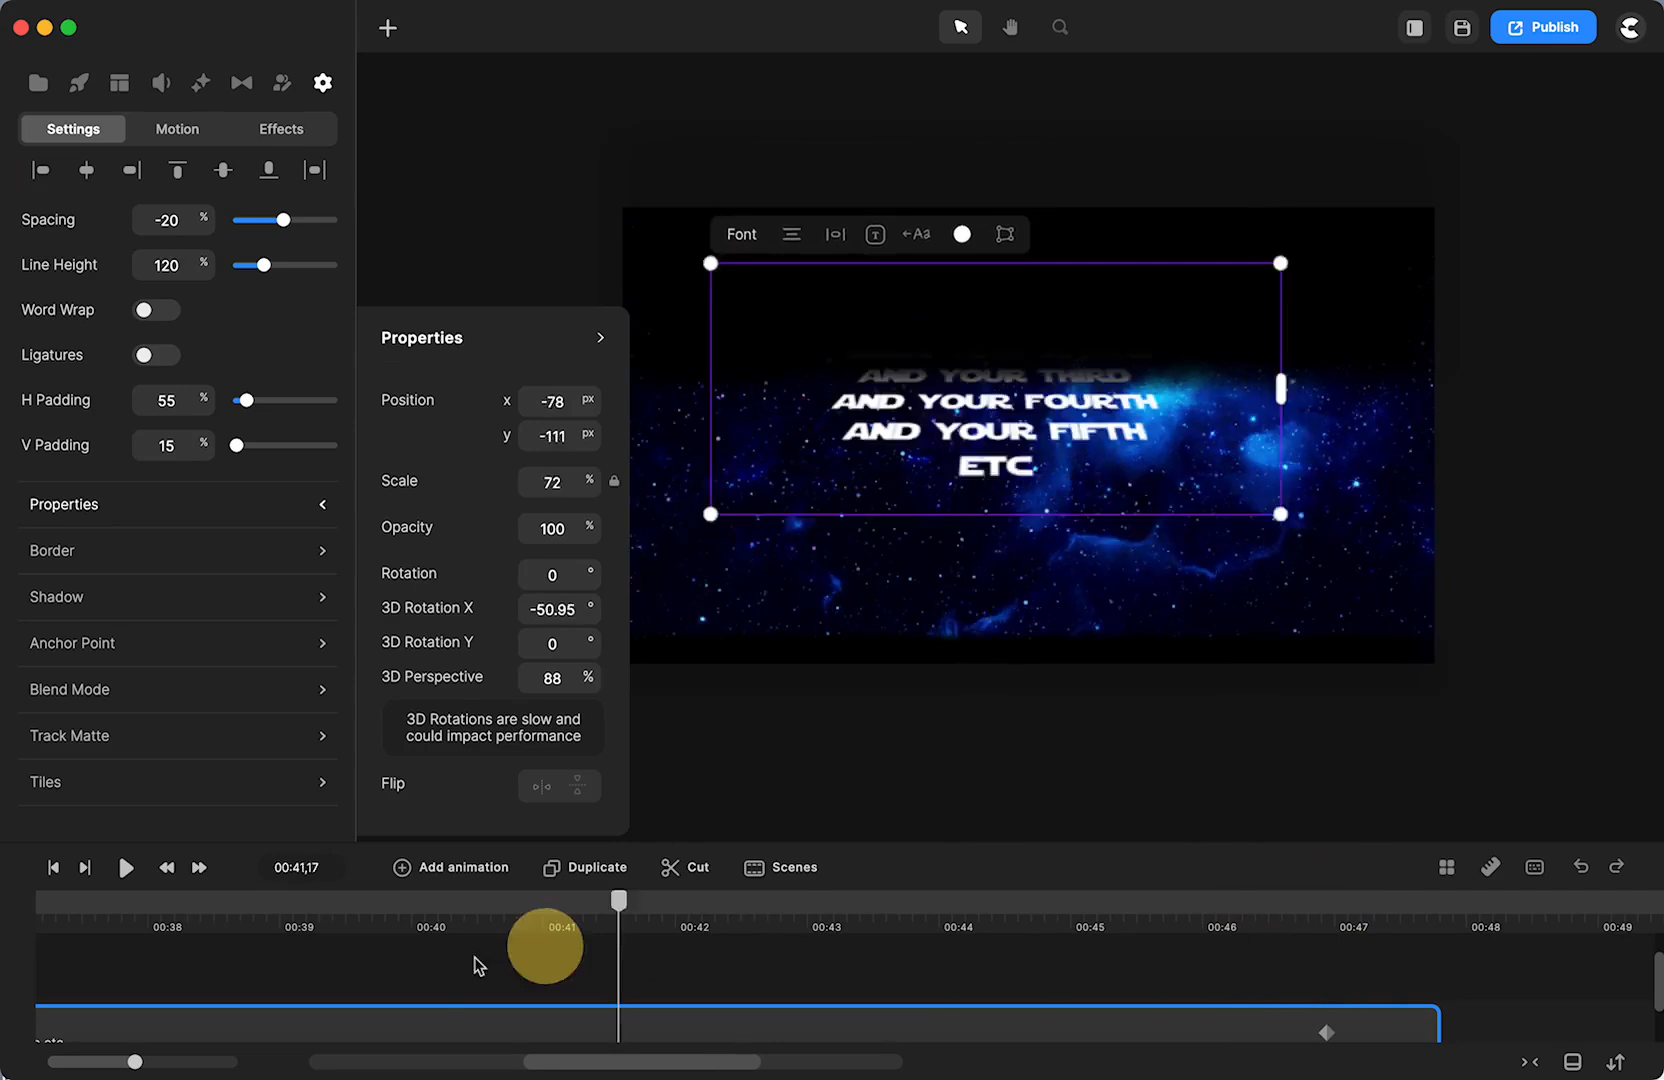 Publish
Settings
Motion
Effects
Spacing
-20 %
Line Height
120 %
Word Wrap
Ligatures
H Padding
55 %
V Padding
15 %
Properties
Border
Shadow
Anchor Point
Blend Mode
Track Matte
Tiles
Properties
Position
x
-78 px
y
-111 px
Scale
72 %
Opacity
100 %
Rotation
0 °
3D Rotation X
-50.95 °
3D Rotation Y
0 °
3D Perspective
88 %
3D Rotations are slow and
could impact performance
Flip
Font
T
Aa
AND YOUR THIRD
AND YOUR FOURTH
AND YOUR FIFTH
ETC
00:41,17
Add animation
Duplicate
Cut
Scenes
00:38
00:39
00:40
00:41
00:42
00:43
00:44
00:45
00:46
00:47
00:48
00:49